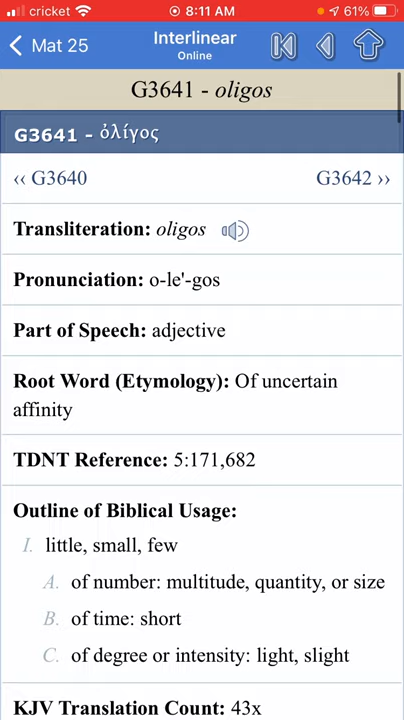 cricket 8:11 AM 61%
Mat 25 Interlinear
Online
G3641 - oligos
G3641 - ὀλίγος
‹‹ G3640 G3642 ››
Transliteration: oligos
Pronunciation: o-le'-gos
Part of Speech: adjective
Root Word (Etymology): Of uncertain
affinity
TDNT Reference: 5:171,682
Outline of Biblical Usage:
I. little, small, few
A. of number: multitude, quantity, or size
B. of time: short
C. of degree or intensity: light, slight
KJV Translation Count: 43x